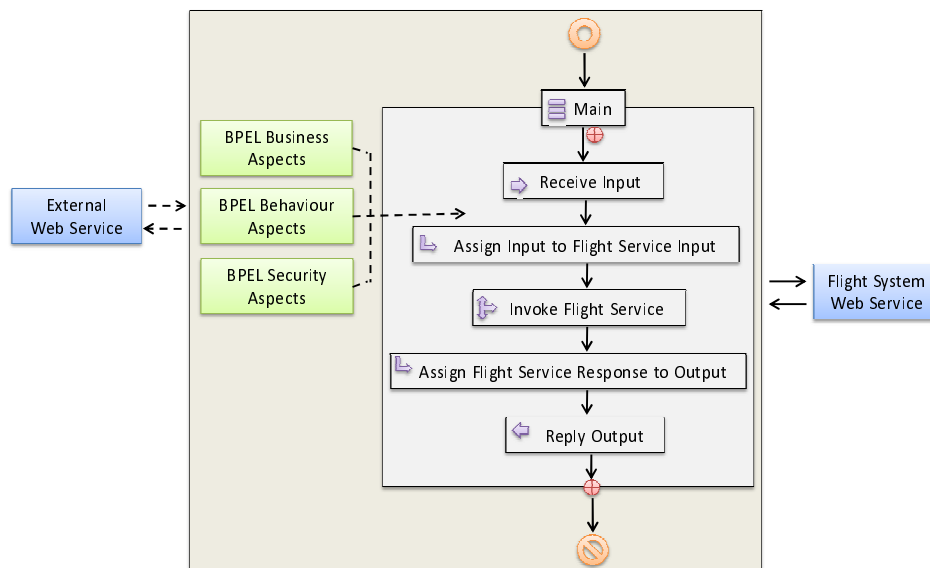 Main
BPEL Business
Aspects
Receive Input
External
Web Service
BPEL Behaviour
Aspects
Assign Input to Flight Service Input
BPEL Security
Aspects
Invoke Flight Service
Flight System
Web Service
Assign Flight Service Response to Output
Reply Output